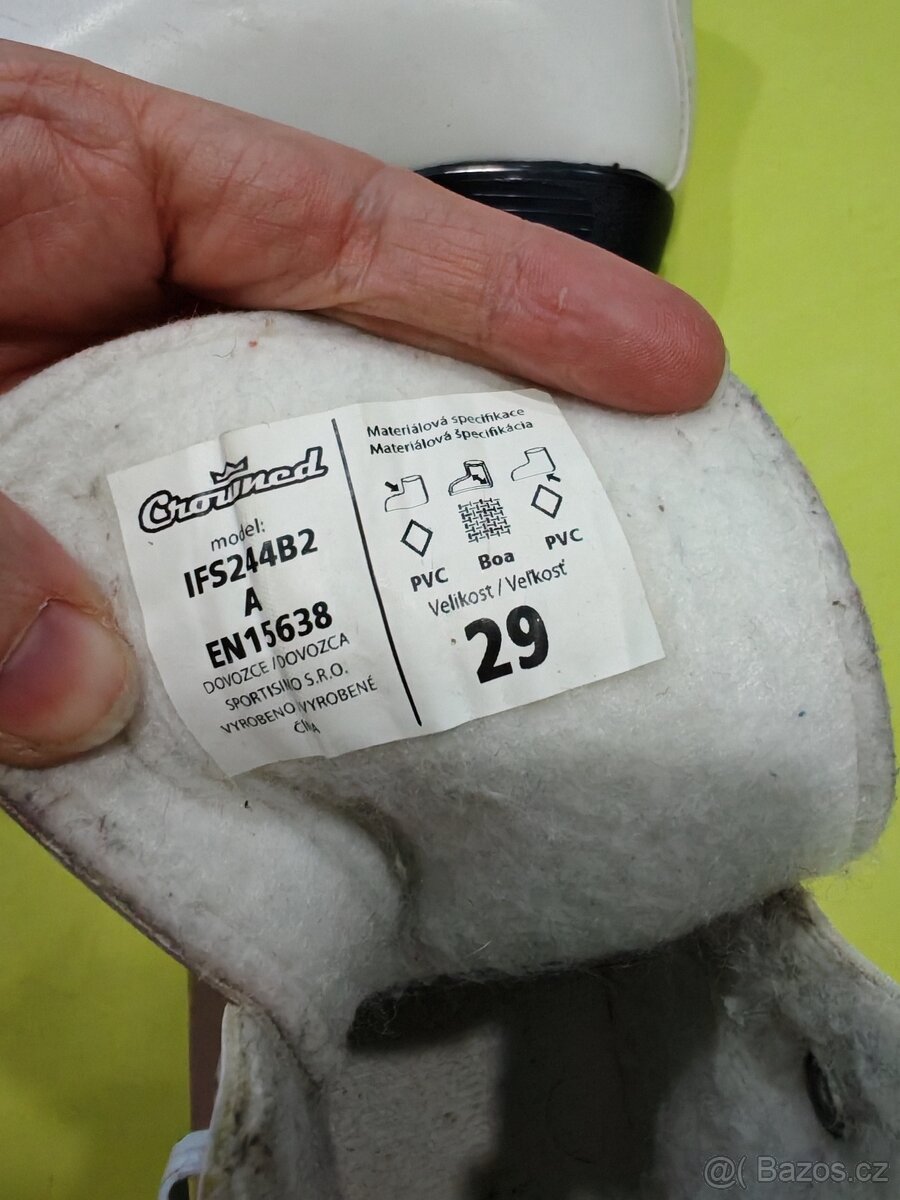 Crowned
model:
IFS244B2
A
EN15638
DOVOZCE / DOVOZCA
SPORTISIMO S.R.O.
VYROBENO / VYROBENÉ
ČÍNA
Materiálová specifikace
Materiálová špecifikácia
PVC
Boa
PVC
Velikost / Veľkosť
29
@( Bazos.cz